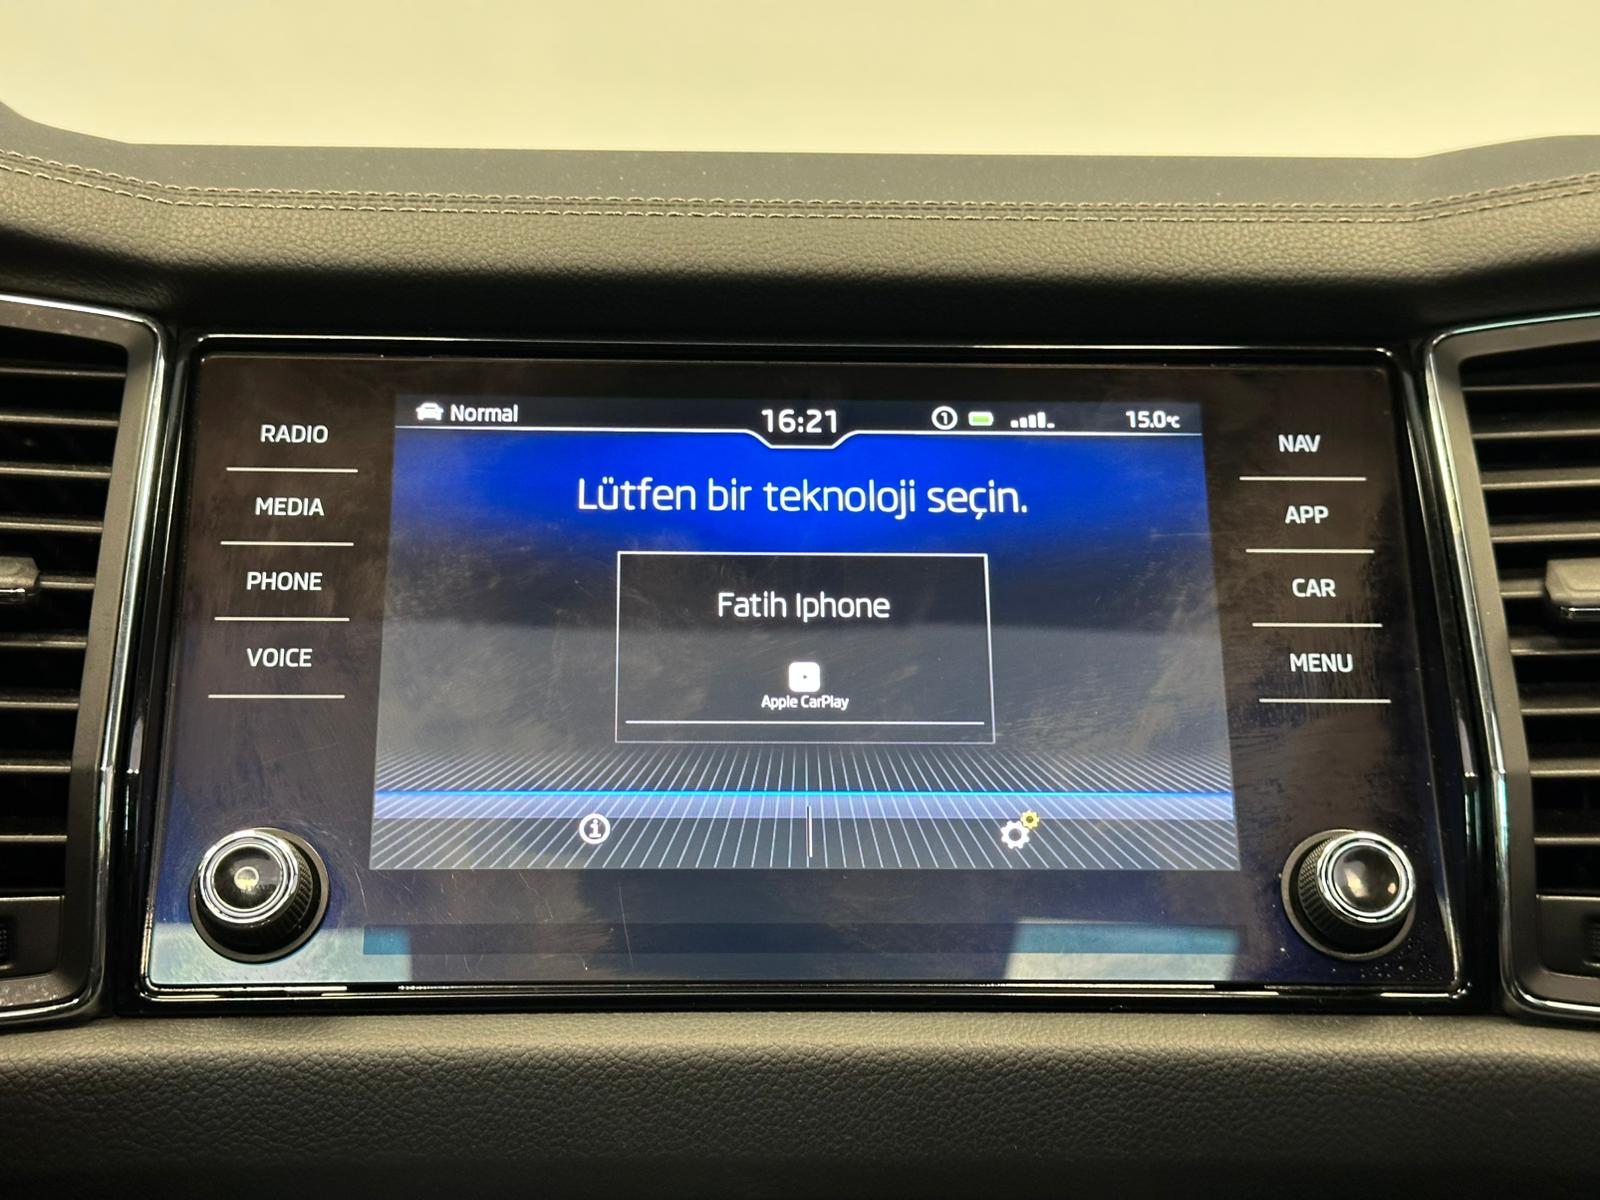 Normal
16:21
1
15.0°C
RADIO
MEDIA
PHONE
VOICE
Lütfen bir teknoloji seçin.
Fatih Iphone
Apple CarPlay
NAV
APP
CAR
MENU